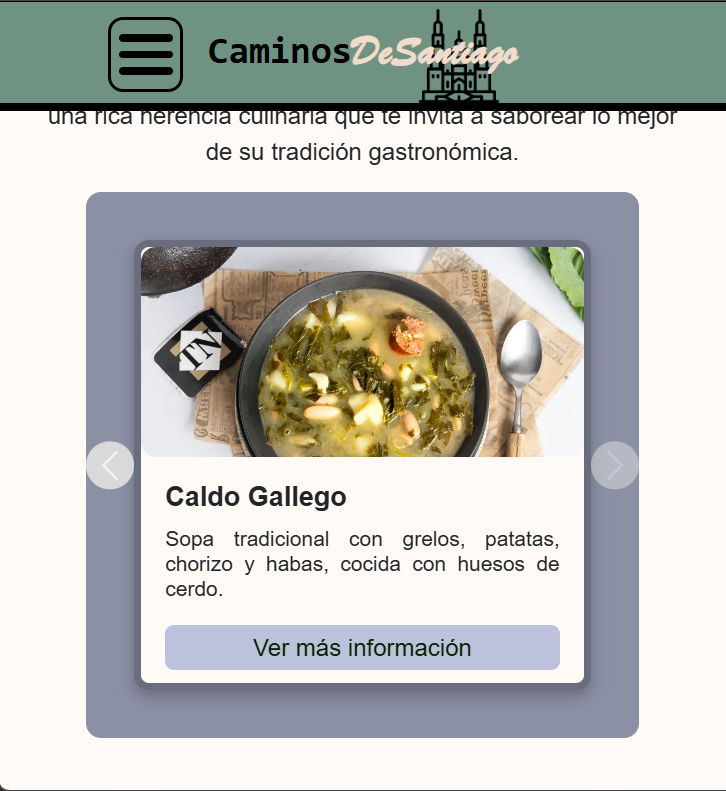 CaminosDeSantiago
una rica herencia culinaria que te invita a saborear lo mejor
de su tradición gastronómica.
TN
Caldo Gallego
Sopa tradicional con grelos, patatas,
chorizo y habas, cocida con huesos de
cerdo.
Ver más información